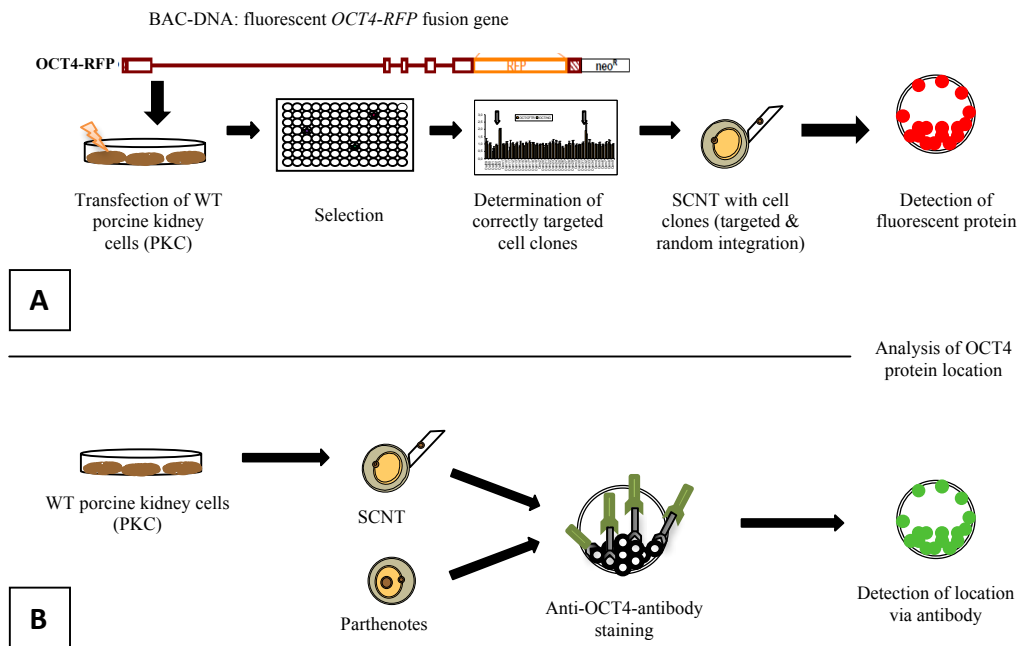 A
BAC-DNA: fluorescent OCT4-RFP fusion gene
OCT4-RFP
RFP
neoᴿ
Transfection of WT
porcine kidney
cells (PKC)
Selection
Determination of
correctly targeted
cell clones
SCNT with cell
clones (targeted &
random integration)
Detection of
fluorescent protein
Analysis of OCT4
protein location
B
WT porcine kidney cells
(PKC)
SCNT
Parthenotes
Anti-OCT4-antibody
staining
Detection of location
via antibody